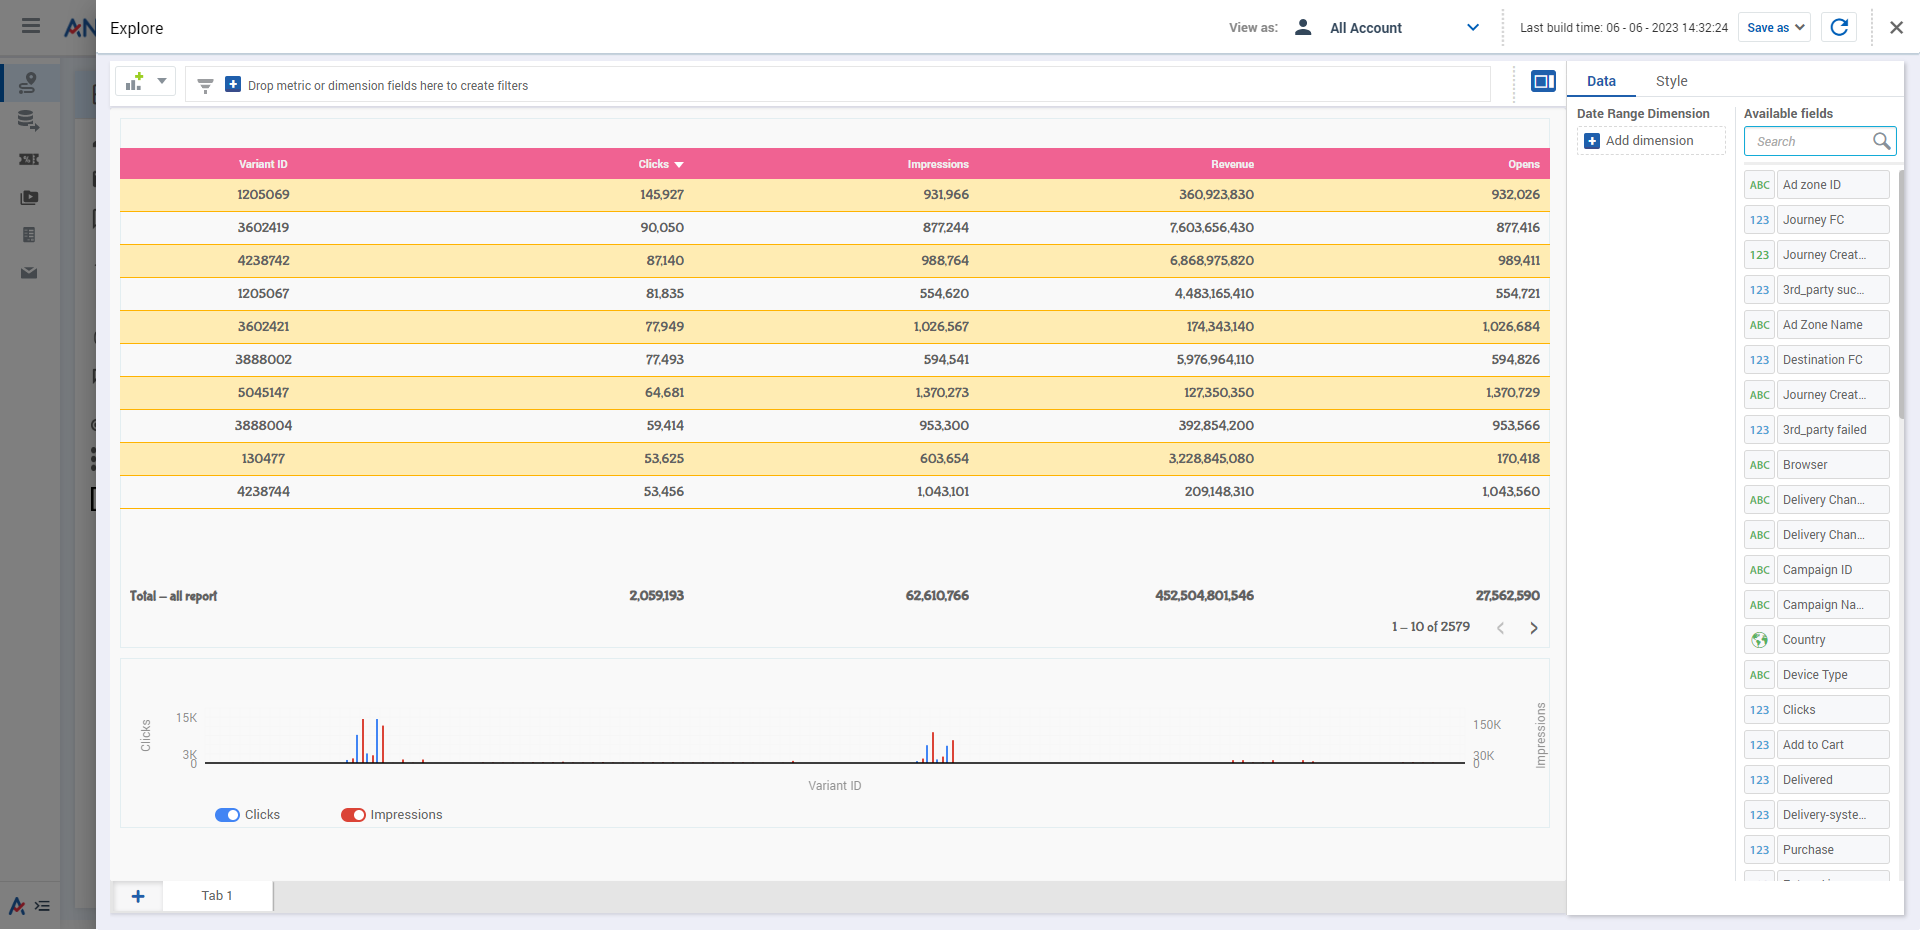 AN
Explore
View as:
All Account
Last build time: 06 - 06 - 2023 14:32:24
Save as
Drop metric or dimension fields here to create filters
Data
Style
Date Range Dimension
Add dimension
Available fields
Search
Variant ID Clicks Impressions Revenue Opens
1205069 145,927 931,966 360,923,830 932,026
3602419 90,050 877,244 7,603,656,430 877,416
4238742 87,140 988,764 6,868,975,820 989,411
1205067 81,835 554,620 4,483,165,410 554,721
3602421 77,949 1,026,567 174,343,140 1,026,684
3888002 77,493 594,541 5,976,964,110 594,826
5045147 64,681 1,370,273 127,350,350 1,370,729
3888004 59,414 953,300 392,854,200 953,566
130477 53,625 603,654 3,228,845,080 170,418
4238744 53,456 1,043,101 209,148,310 1,043,560
Total – all report 2,059,193 62,610,766 452,504,801,546 27,562,590
1 – 10 of 2579
Clicks
15K
3K
0
150K
30K
0
Impressions
Variant ID
Clicks
Impressions
Tab 1
ABC Ad zone ID
123 Journey FC
123 Journey Creat...
123 3rd_party suc...
ABC Ad Zone Name
123 Destination FC
ABC Journey Creat...
123 3rd_party failed
ABC Browser
ABC Delivery Chan...
ABC Delivery Chan...
ABC Campaign ID
ABC Campaign Na...
Country
ABC Device Type
123 Clicks
123 Add to Cart
123 Delivered
123 Delivery-syste...
123 Purchase